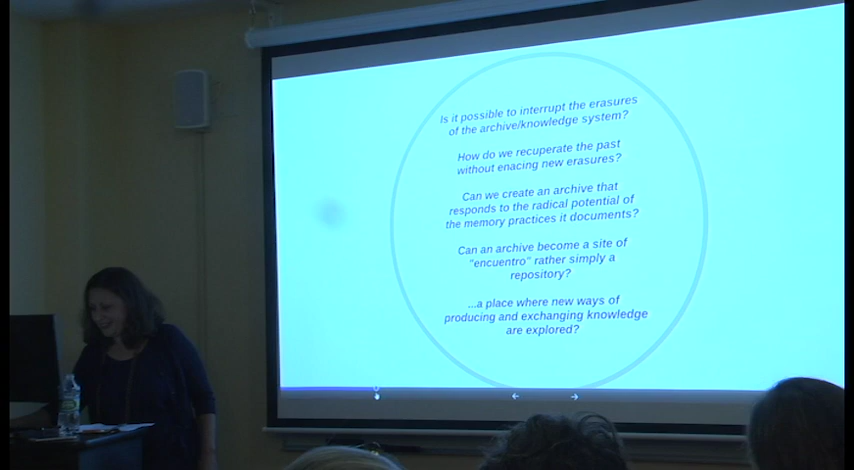 Is it possible to interrupt the erasures
of the archive/knowledge system?
How do we recuperate the past
without enacing new erasures?
Can we create an archive that
responds to the radical potential of
the memory practices it documents?
Can an archive become a site of
"encuentro" rather simply a
repository?
...a place where new ways of
producing and exchanging knowledge
are explored?